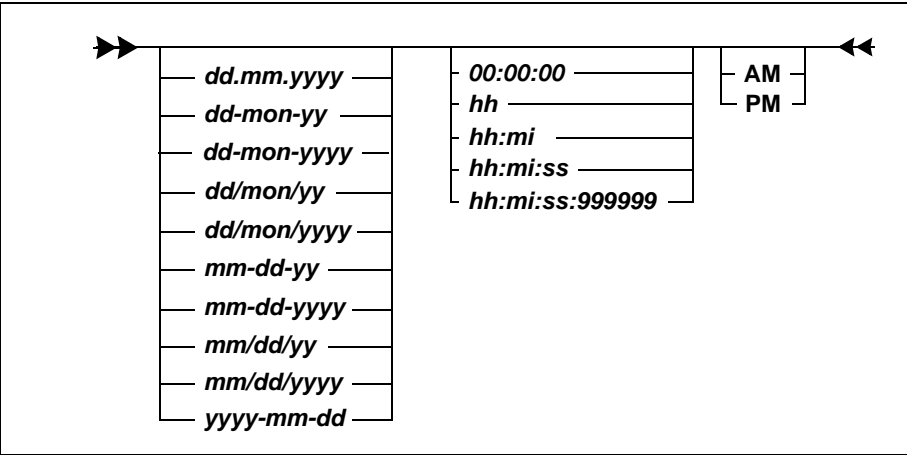 dd.mm.yyyy
dd-mon-yy
dd-mon-yyyy
dd/mon/yy
dd/mon/yyyy
mm-dd-yy
mm-dd-yyyy
mm/dd/yy
mm/dd/yyyy
yyyy-mm-dd
00:00:00
hh
hh:mi
hh:mi:ss
hh:mi:ss:999999
AM
PM